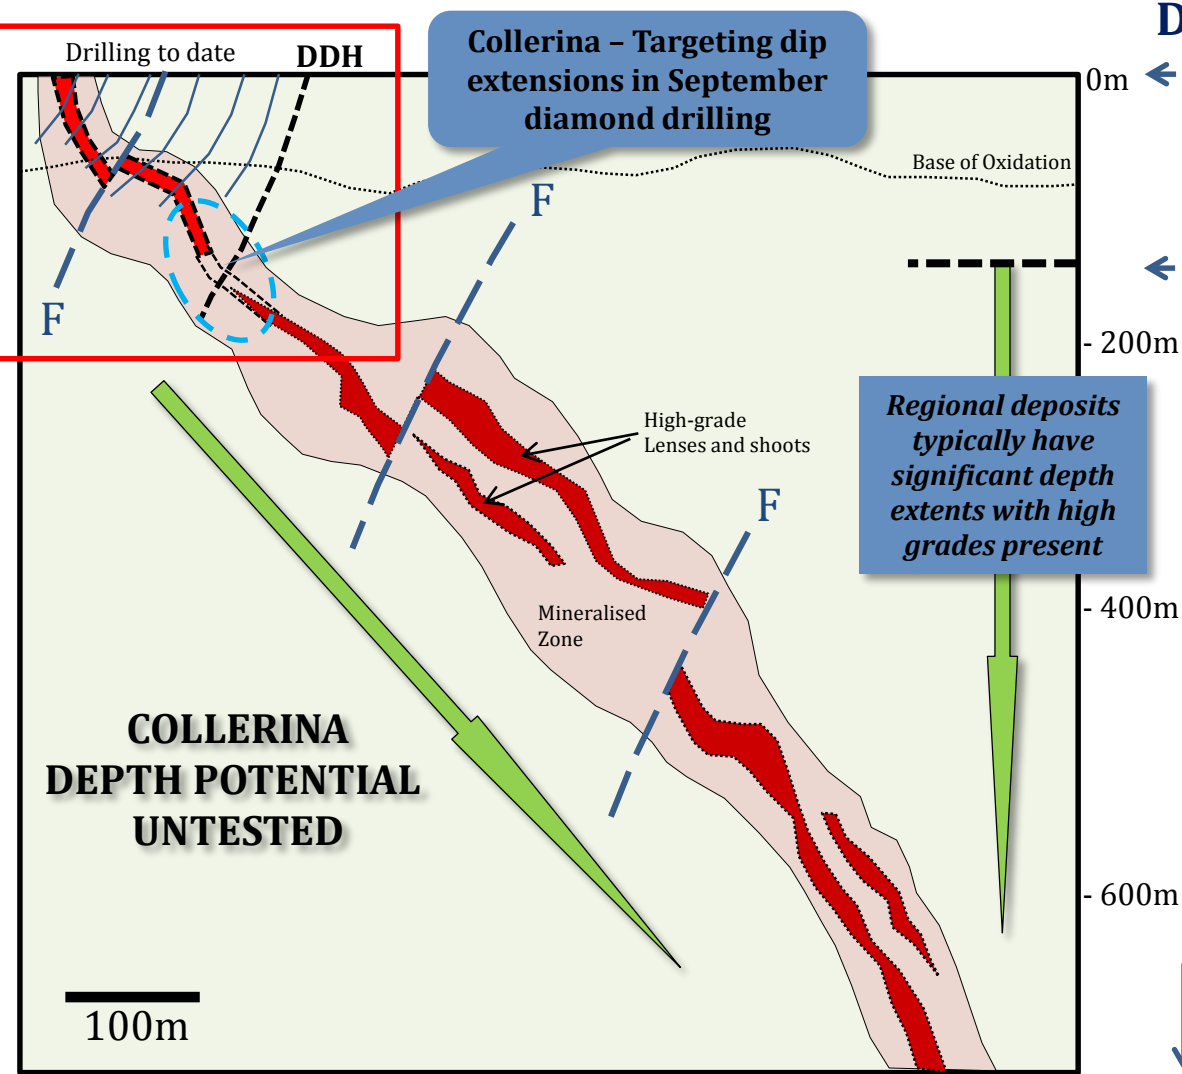 D
Drilling to date
DDH
Collerina – Targeting dip
extensions in September
diamond drilling
0m
Base of Oxidation
F
F
- 200m
Regional deposits
typically have
significant depth
extents with high
grades present
High-grade
Lenses and shoots
F
Mineralised
Zone
- 400m
COLLERINA
DEPTH POTENTIAL
UNTESTED
- 600m
100m